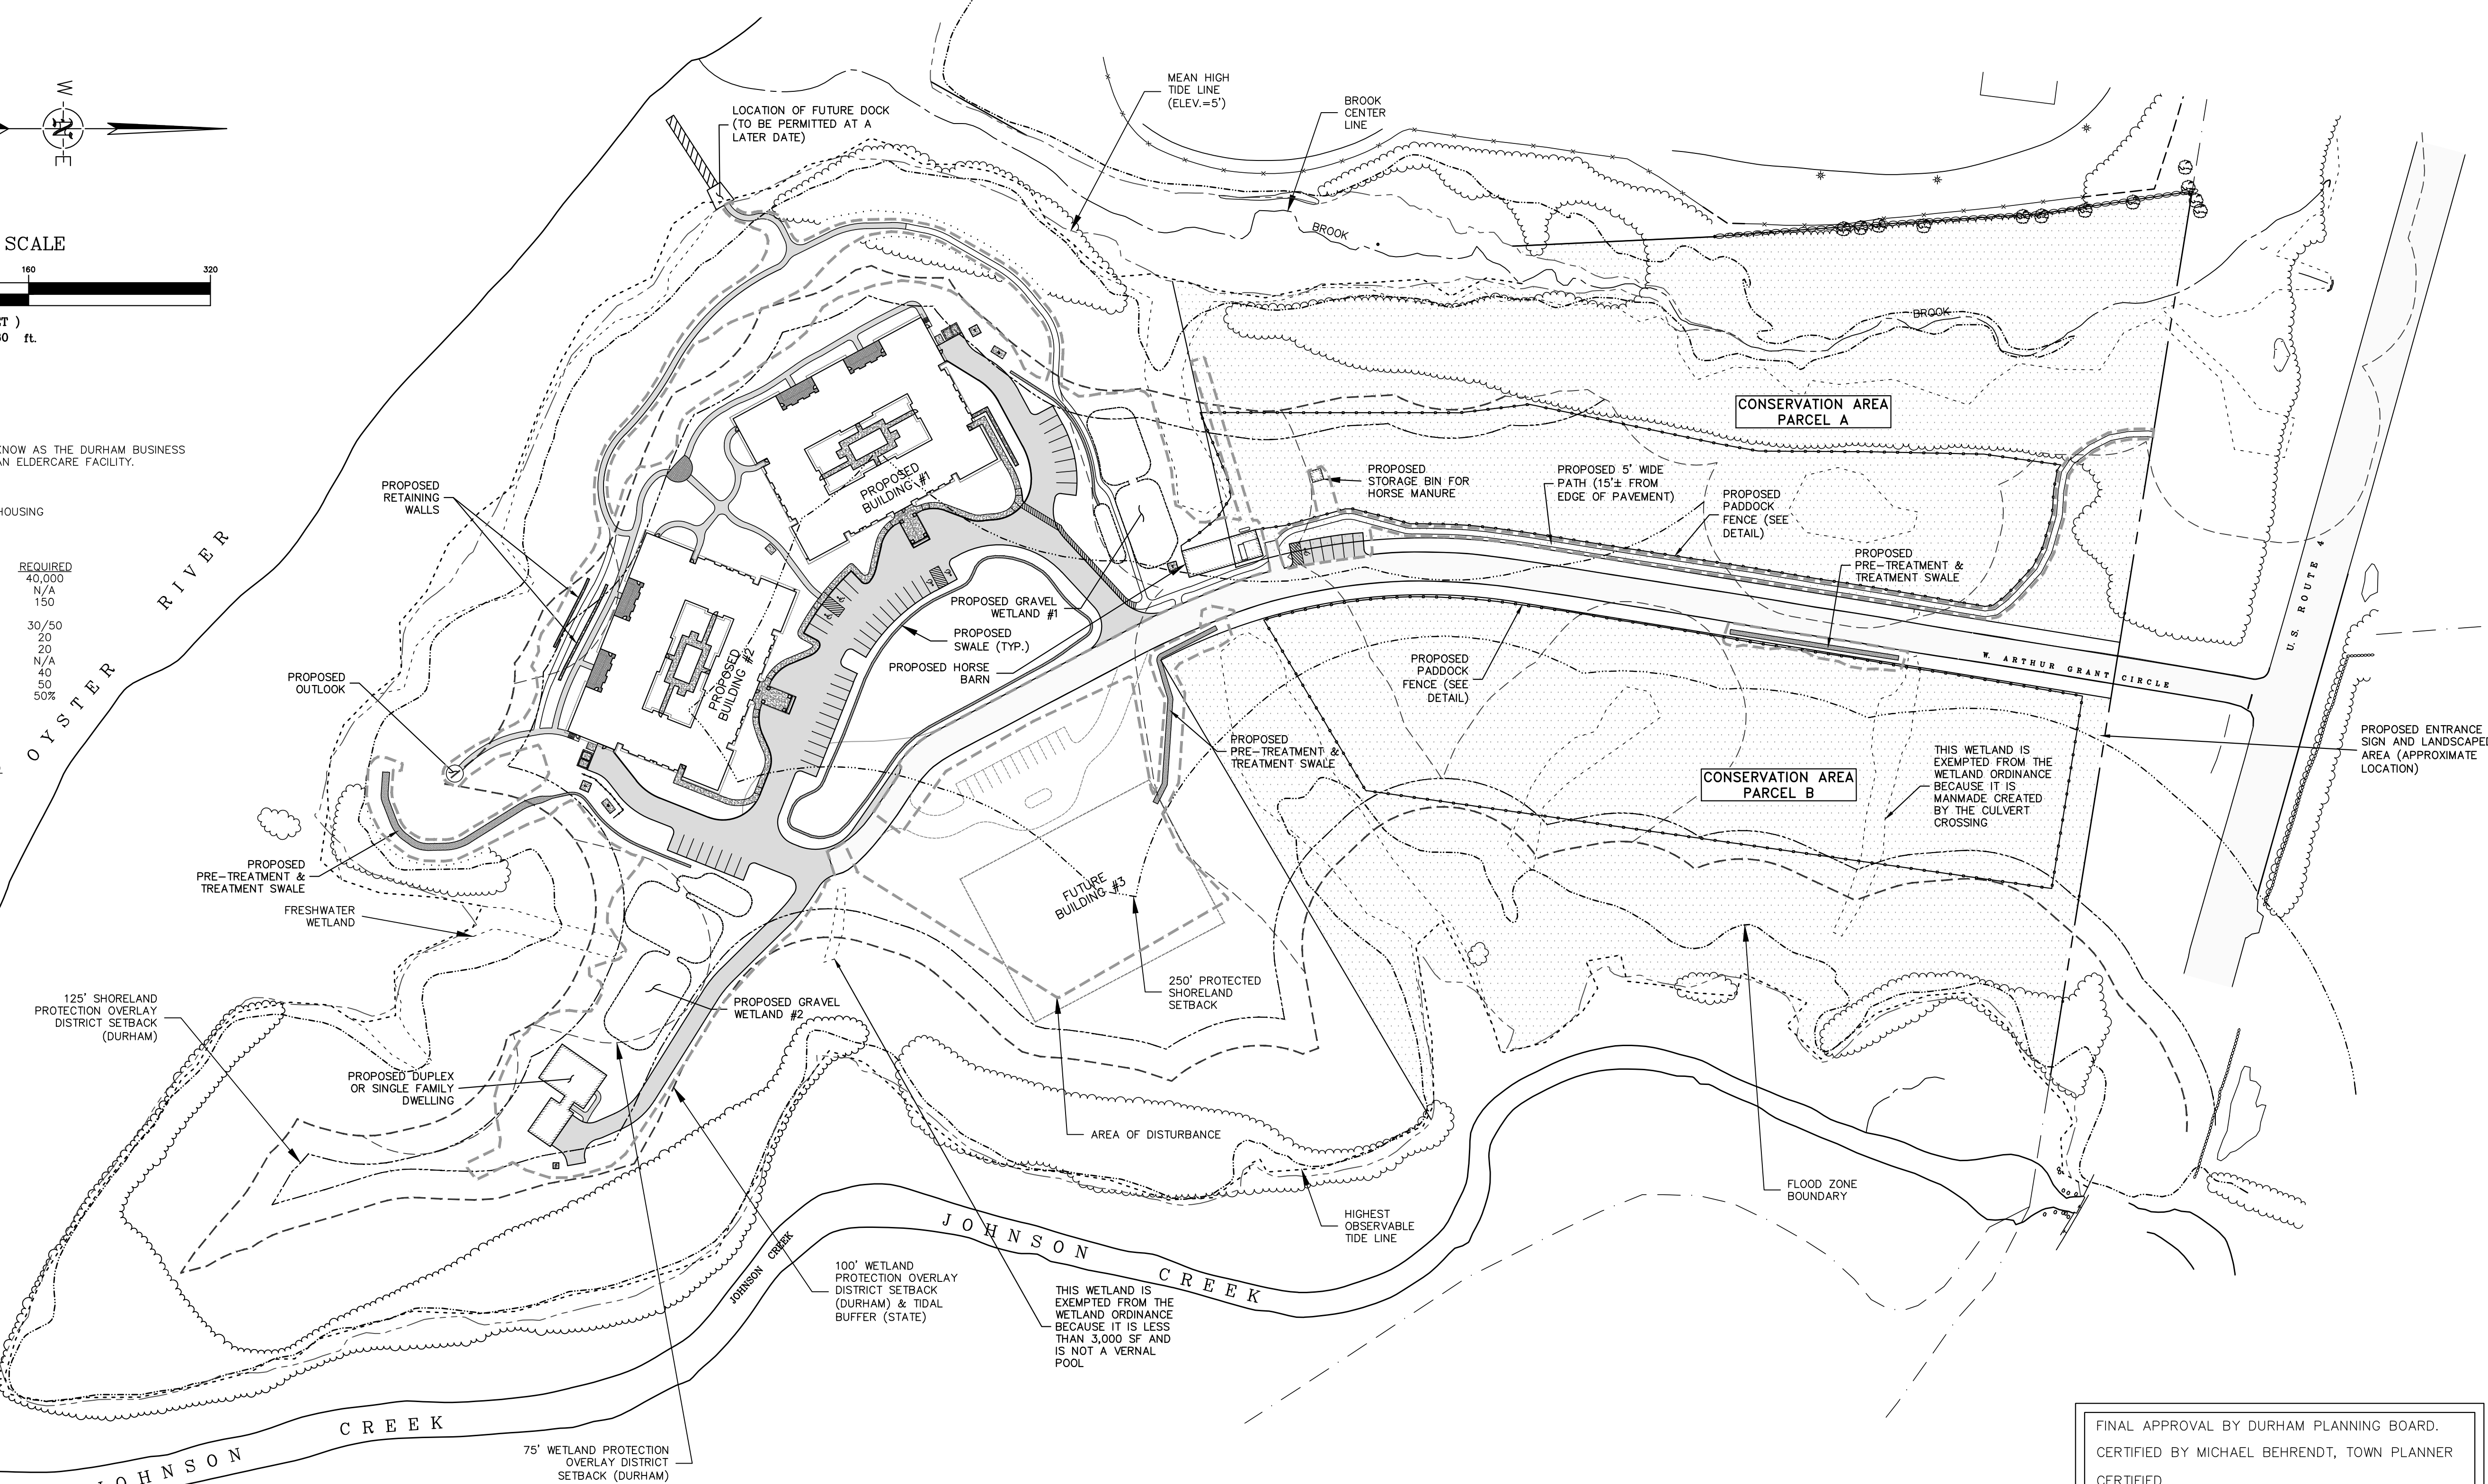 W
N
E
SCALE
160
320
ft.
KNOW AS THE DURHAM BUSINESS
AN ELDERCARE FACILITY.
HOUSING
REQUIRED
40,000
N/A
150
30/50
20
20
N/A
40
50
50%
OYSTER RIVER
LOCATION OF FUTURE DOCK
(TO BE PERMITTED AT A
LATER DATE)
MEAN HIGH
TIDE LINE
(ELEV.=5')
BROOK
CENTER
LINE
BROOK
BROOK
CONSERVATION AREA
PARCEL A
PROPOSED
RETAINING
WALLS
PROPOSED
BUILDING #1
PROPOSED
BUILDING #2
PROPOSED
STORAGE BIN FOR
HORSE MANURE
PROPOSED 5' WIDE
PATH (15'± FROM
EDGE OF PAVEMENT)
PROPOSED
PADDOCK
FENCE (SEE
DETAIL)
PROPOSED
PRE-TREATMENT &
TREATMENT SWALE
U.S. ROUTE 4
PROPOSED GRAVEL
WETLAND #1
PROPOSED
SWALE (TYP.)
PROPOSED HORSE
BARN
PROPOSED
PADDOCK
FENCE (SEE
DETAIL)
W. ARTHUR GRANT CIRCLE
PROPOSED
OUTLOOK
PROPOSED
PRE-TREATMENT &
TREATMENT SWALE
CONSERVATION AREA
PARCEL B
THIS WETLAND IS
EXEMPTED FROM THE
WETLAND ORDINANCE
BECAUSE IT IS
MANMADE CREATED
BY THE CULVERT
CROSSING
PROPOSED ENTRANCE
SIGN AND LANDSCAPED
AREA (APPROXIMATE
LOCATION)
PROPOSED
PRE-TREATMENT &
TREATMENT SWALE
FRESHWATER
WETLAND
FUTURE
BUILDING #3
250' PROTECTED
SHORELAND
SETBACK
125' SHORELAND
PROTECTION OVERLAY
DISTRICT SETBACK
(DURHAM)
PROPOSED GRAVEL
WETLAND #2
PROPOSED DUPLEX
OR SINGLE FAMILY
DWELLING
AREA OF DISTURBANCE
FLOOD ZONE
BOUNDARY
HIGHEST
OBSERVABLE
TIDE LINE
JOHNSON CREEK
JOHNSON CREEK
100' WETLAND
PROTECTION OVERLAY
DISTRICT SETBACK
(DURHAM) & TIDAL
BUFFER (STATE)
THIS WETLAND IS
EXEMPTED FROM THE
WETLAND ORDINANCE
BECAUSE IT IS LESS
THAN 3,000 SF AND
IS NOT A VERNAL
POOL
JOHNSON CREEK
75' WETLAND PROTECTION
OVERLAY DISTRICT
SETBACK (DURHAM)
FINAL APPROVAL BY DURHAM PLANNING BOARD.
CERTIFIED BY MICHAEL BEHRENDT, TOWN PLANNER
CERTIFIED